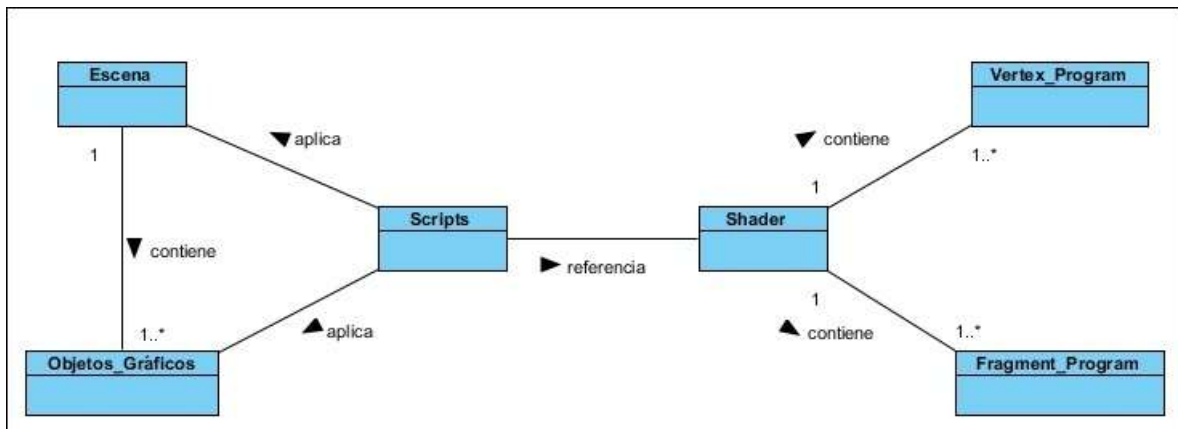 Escena
Vertex_Program
aplica
contiene
1
1..*
1
Scripts
Shader
contiene
referencia
1
1..*
aplica
contiene
1..*
Objetos_Gráficos
Fragment_Program